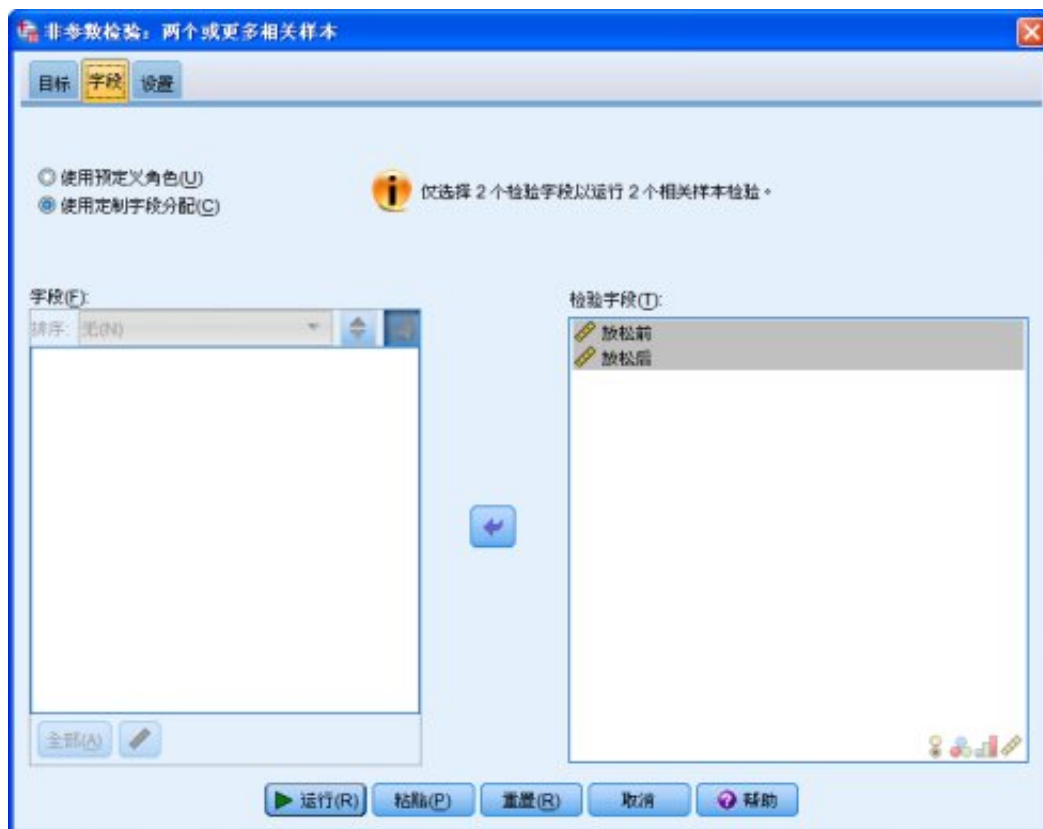 非参数检验：两个或更多相关样本
目标 字段 设置
使用预定义角色(U)
使用定制字段分配(C)
仅选择 2 个检验字段以运行 2 个相关样本检验。
字段(F):
排序: 无(N)
检验字段(T):
放松前
放松后
全部(A)
运行(R) 粘贴(P) 重置(R) 取消 帮助